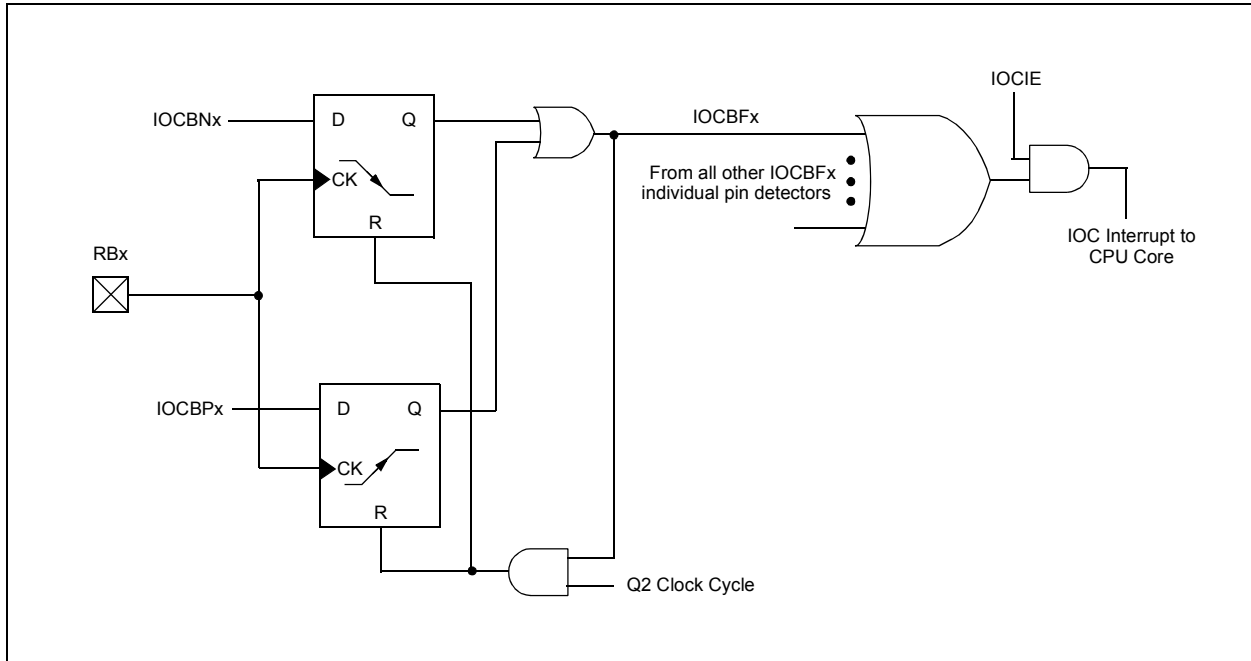 IOCIE
IOCBNx
D
Q
IOCBFx
CK
From all other IOCBFx
individual pin detectors
R
IOC Interrupt to
CPU Core
RBx
IOCBPx
D
Q
CK
R
Q2 Clock Cycle